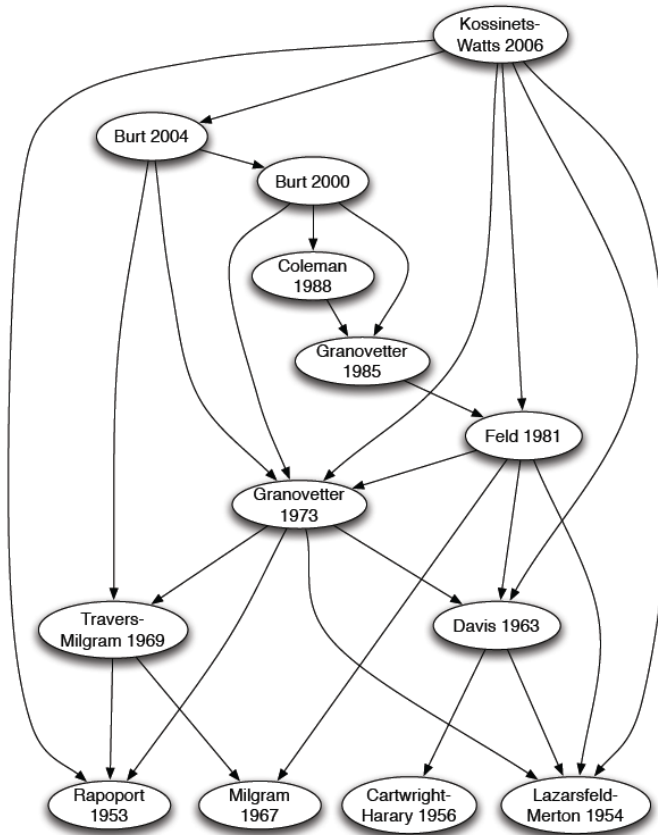 Kossinets-
Watts 2006
Burt 2004
Burt 2000
Coleman
1988
Granovetter
1985
Feld 1981
Granovetter
1973
Travers-
Milgram 1969
Davis 1963
Rapoport
1953
Milgram
1967
Cartwright-
Harary 1956
Lazarsfeld-
Merton 1954